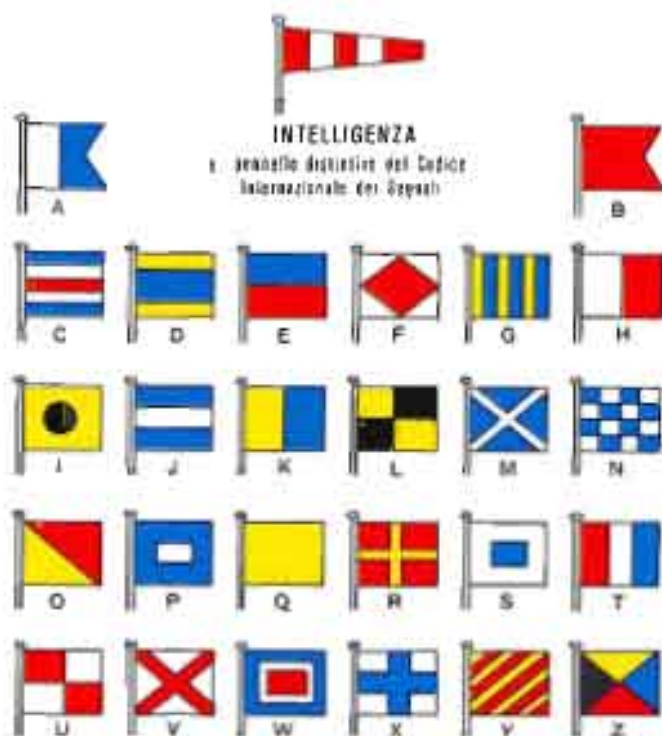 INTELLIGENZA
e pennello distintivo del Codice
Internazionale dei Segnali
A B
C D E F G H
I J K L M N
O P Q R S T
U V W X Y Z